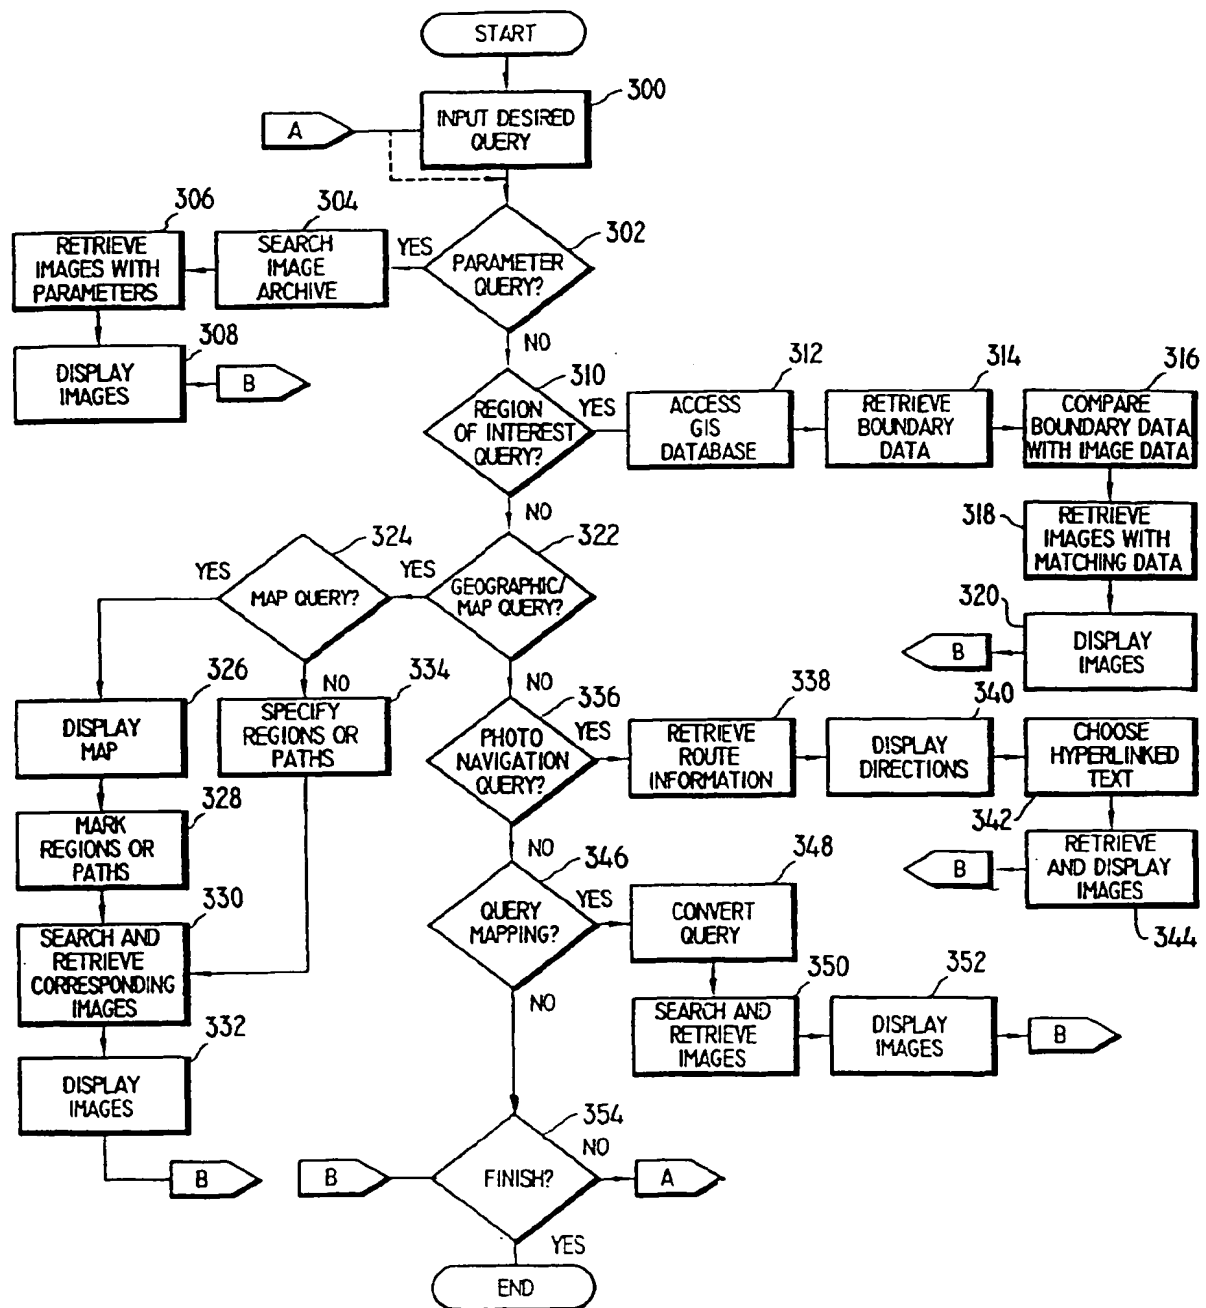 START
300
INPUT DESIRED
QUERY
A
302
PARAMETER
QUERY?
YES
304
SEARCH
IMAGE
ARCHIVE
306
RETRIEVE
IMAGES WITH
PARAMETERS
308
DISPLAY
IMAGES
B
NO
310
REGION
OF INTEREST
QUERY?
YES
312
ACCESS
GIS
DATABASE
314
RETRIEVE
BOUNDARY
DATA
316
COMPARE
BOUNDARY DATA
WITH IMAGE DATA
318
RETRIEVE
IMAGES WITH
MATCHING DATA
320
DISPLAY
IMAGES
B
NO
322
GEOGRAPHIC/
MAP QUERY?
YES
324
MAP QUERY?
YES
326
DISPLAY
MAP
328
MARK
REGIONS OR
PATHS
330
SEARCH AND
RETRIEVE
CORRESPONDING
IMAGES
332
DISPLAY
IMAGES
B
NO
334
SPECIFY
REGIONS OR
PATHS
NO
336
PHOTO
NAVIGATION
QUERY?
YES
338
RETRIEVE
ROUTE
INFORMATION
340
DISPLAY
DIRECTIONS
CHOOSE
HYPERLINKED
TEXT
342
RETRIEVE
AND DISPLAY
IMAGES
344
B
NO
346
QUERY
MAPPING?
YES
348
CONVERT
QUERY
350
SEARCH AND
RETRIEVE
IMAGES
352
DISPLAY
IMAGES
B
NO
354
B
FINISH?
NO
A
YES
END